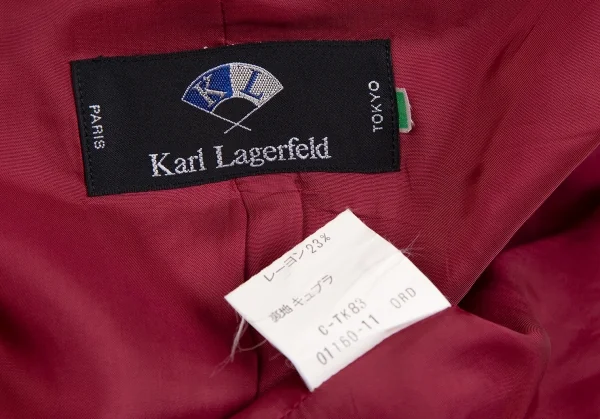 K L
PARIS
TOKYO
Karl Lagerfeld
レーヨン 23%
裏地 キュプラ
C-TK83
01160-11 ORD